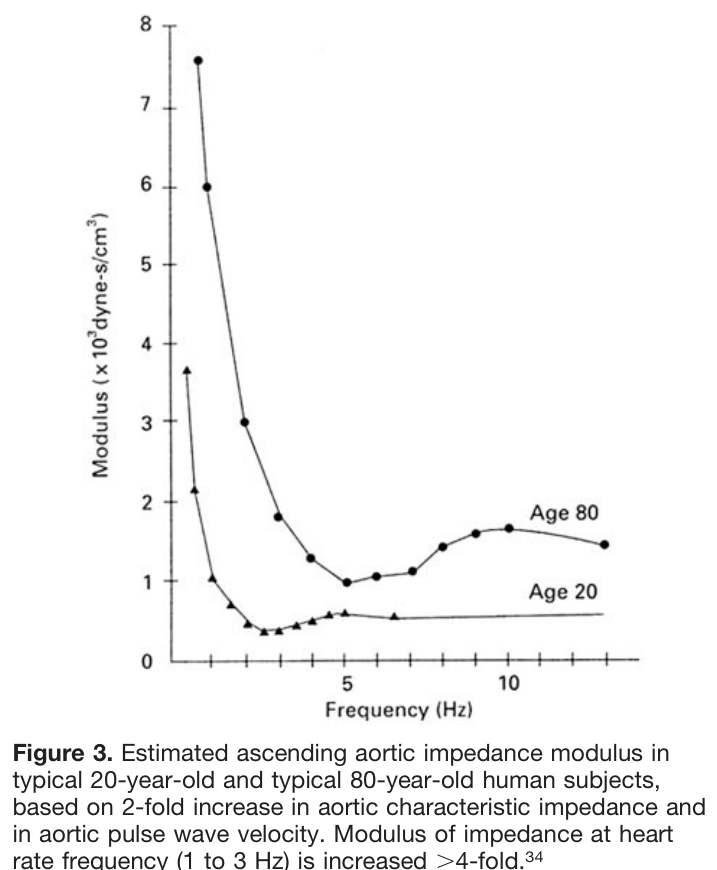 8
7
6
5
4
3
2
1
0
Modulus (x 10³dyne-s/cm³)
Age 80
Age 20
5 10
Frequency (Hz)
Figure 3. Estimated ascending aortic impedance modulus in
typical 20-year-old and typical 80-year-old human subjects,
based on 2-fold increase in aortic characteristic impedance and
in aortic pulse wave velocity. Modulus of impedance at heart
rate frequency (1 to 3 Hz) is increased >4-fold.³⁴